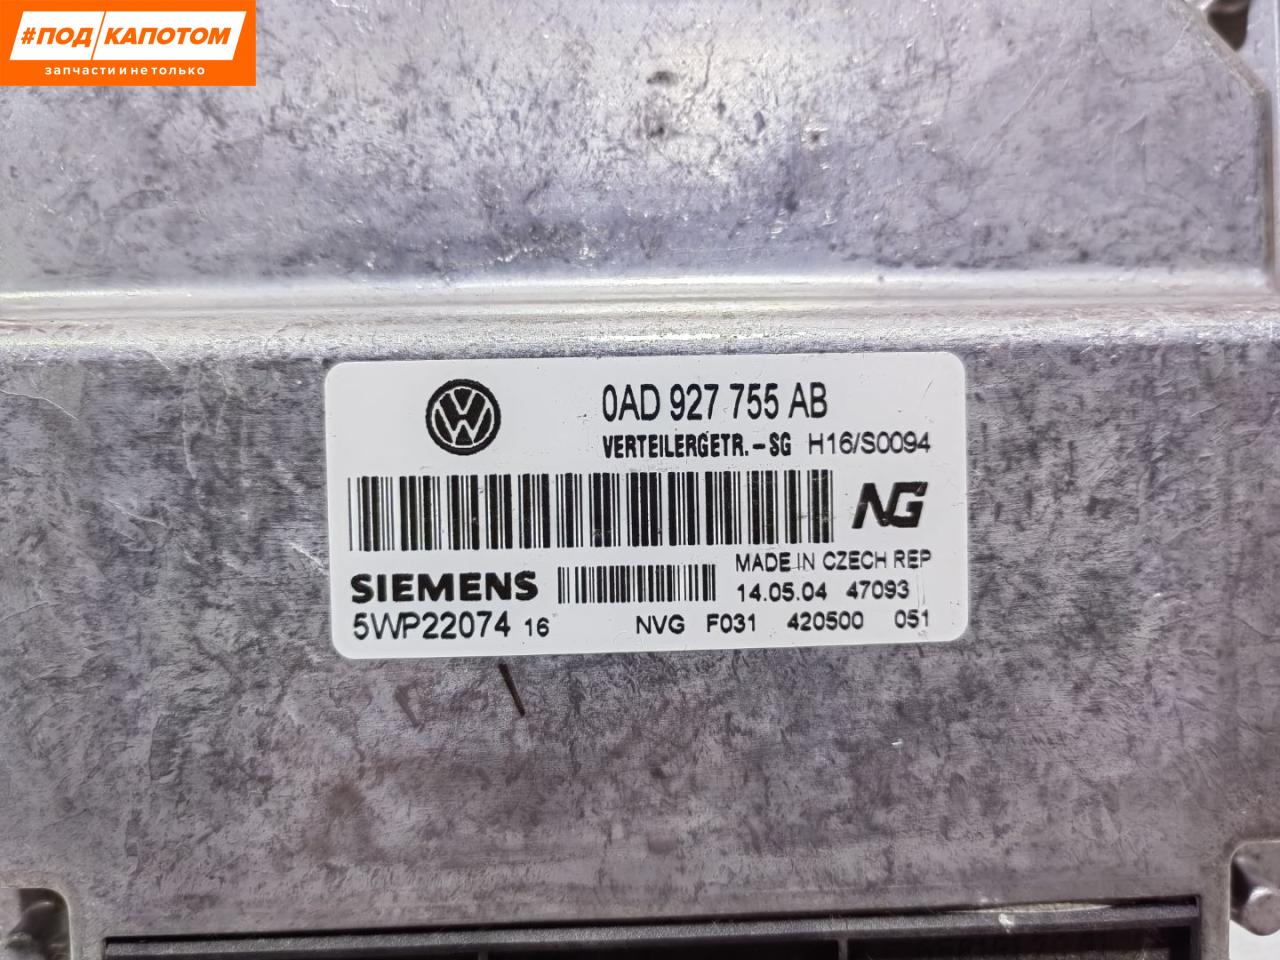 #ПОД/КАПОТОМ
запчасти и не только
0AD 927 755 AB
VERTEILERGETR.-SG H16/S0094
NG
MADE IN CZECH REP
SIEMENS 14.05.04 47093
5WP22074 16 NVG F031 420500 051